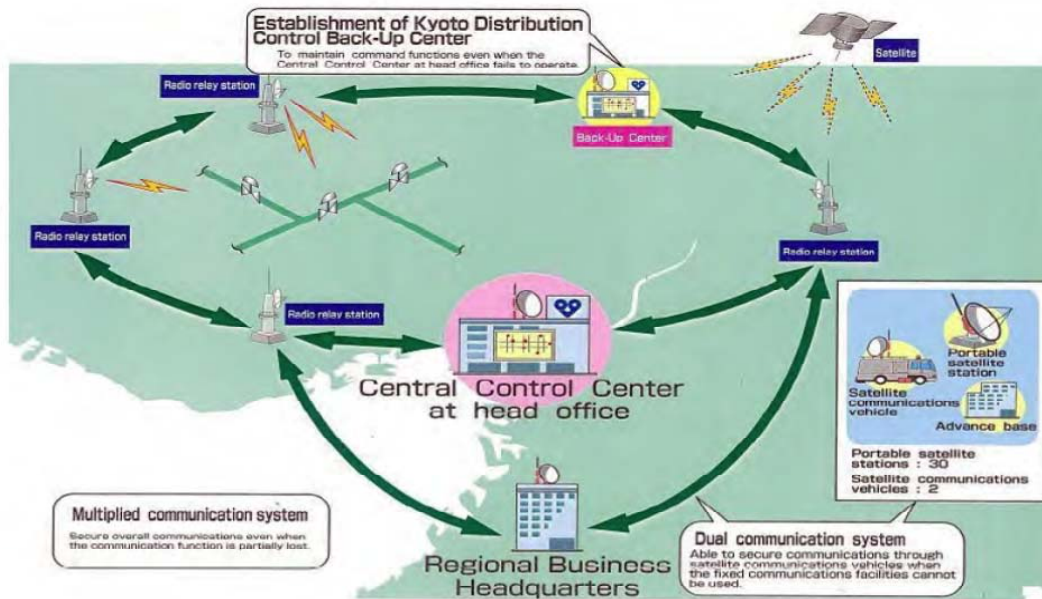 Establishment of Kyoto Distribution
Control Back-Up Center
To maintain command functions even when the
Central Control Center at head office fails to operate.
Satellite
Radio relay station
Back-Up Center
Radio relay station
Radio relay station
Radio relay station
Central Control Center
at head office
Portable
satellite
station
Satellite
communications
vehicle
Advance base
Portable satellite
stations : 30
Satellite communications
vehicles : 2
Multiplied communication system
Secure overall communications even when
the communication function is partially lost.
Regional Business
Headquarters
Dual communication system
Able to secure communications through
satellite communications vehicles when
the fixed communications facilities cannot
be used.